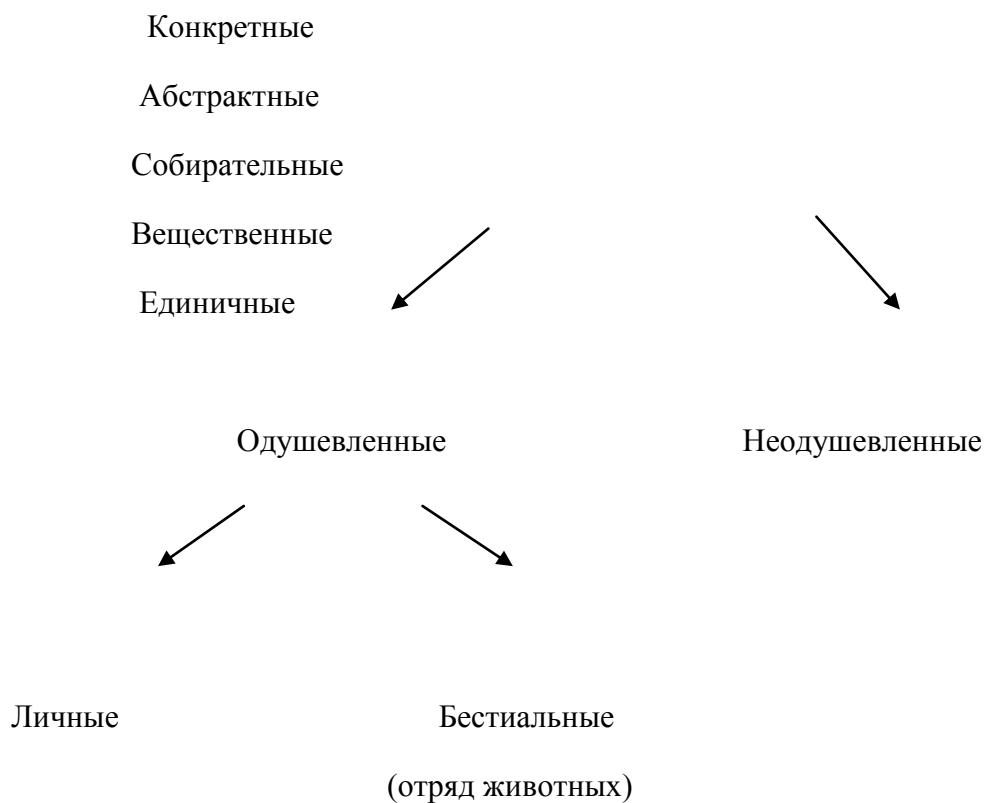 Конкретные
Абстрактные
Собирательные
Вещественные
Единичные
Одушевленные Неодушевленные
Личные Бестиальные
(отряд животных)